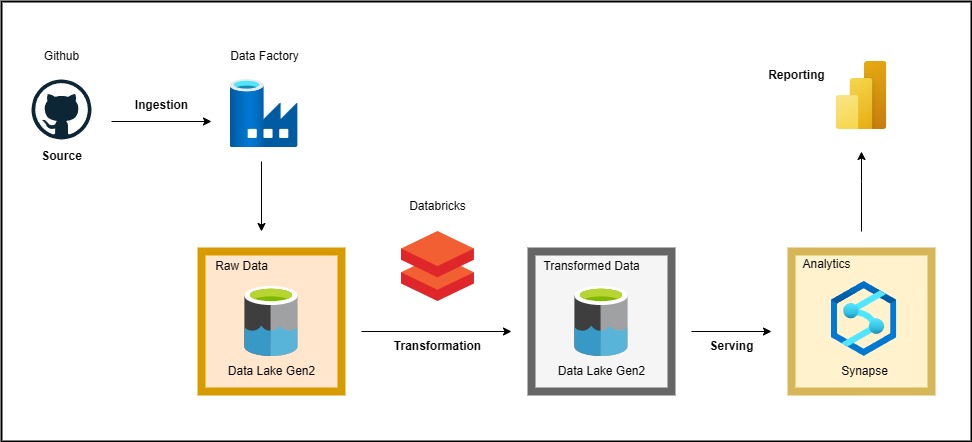 Github
Data Factory
Reporting
Ingestion
Source
Databricks
Raw Data
Transformed Data
Analytics
Transformation
Serving
Data Lake Gen2
Data Lake Gen2
Synapse